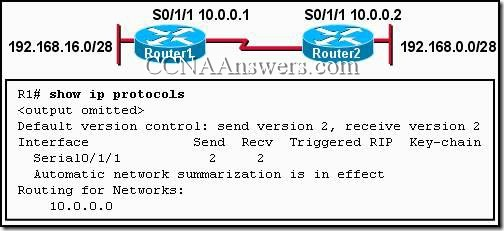 S0/1/1 10.0.0.1 S0/1/1 10.0.0.2
192.168.16.0/28 Router1 Router2 192.168.0.0/28
CCNAAnswers.com
R1# show ip protocols
<output omitted>
Default version control: send version 2, receive version 2
Interface Send Recv Triggered RIP Key-chain
Serial0/1/1 2 2
Automatic network summarization is in effect
Routing for Networks:
10.0.0.0